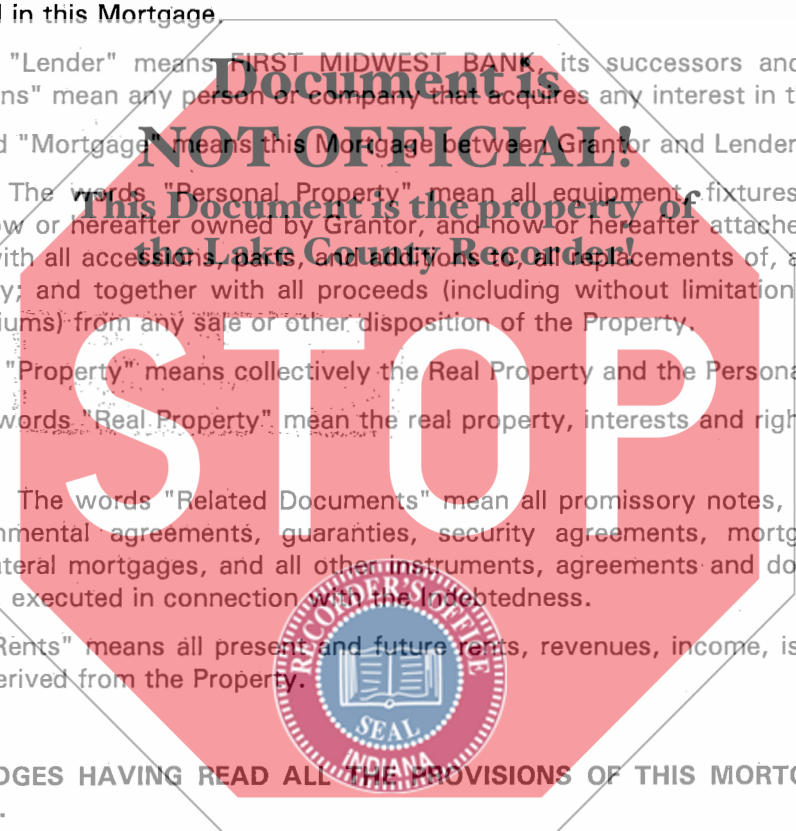 l in this Mortgage.
"Lender" means FIRST MIDWEST BANK, its successors and
ns" mean any person or company that acquires any interest in t
Document is
d "Mortgage" means this Mortgage between Grantor and Lender
NOT OFFICIAL!
The words "Personal Property" mean all equipment, fixtures
This Document is the property of
ow or hereafter owned by Grantor, and now or hereafter attache
the Lake County Recorder!
ith all accessions, parts, and additions to, all replacements of, a
y; and together with all proceeds (including without limitation
iums) from any sale or other disposition of the Property.
STOP
"Property" means collectively the Real Property and the Persona
words "Real Property" mean the real property, interests and righ
The words "Related Documents" mean all promissory notes,
nmental agreements, guaranties, security agreements, mortg
ateral mortgages, and all other instruments, agreements and do
executed in connection with the Indebtedness.
Rents" means all present and future rents, revenues, income, is
erived from the Property.
RECORDER'S OFFICE
SEAL
INDIANA
DGES HAVING READ ALL THE PROVISIONS OF THIS MORTG